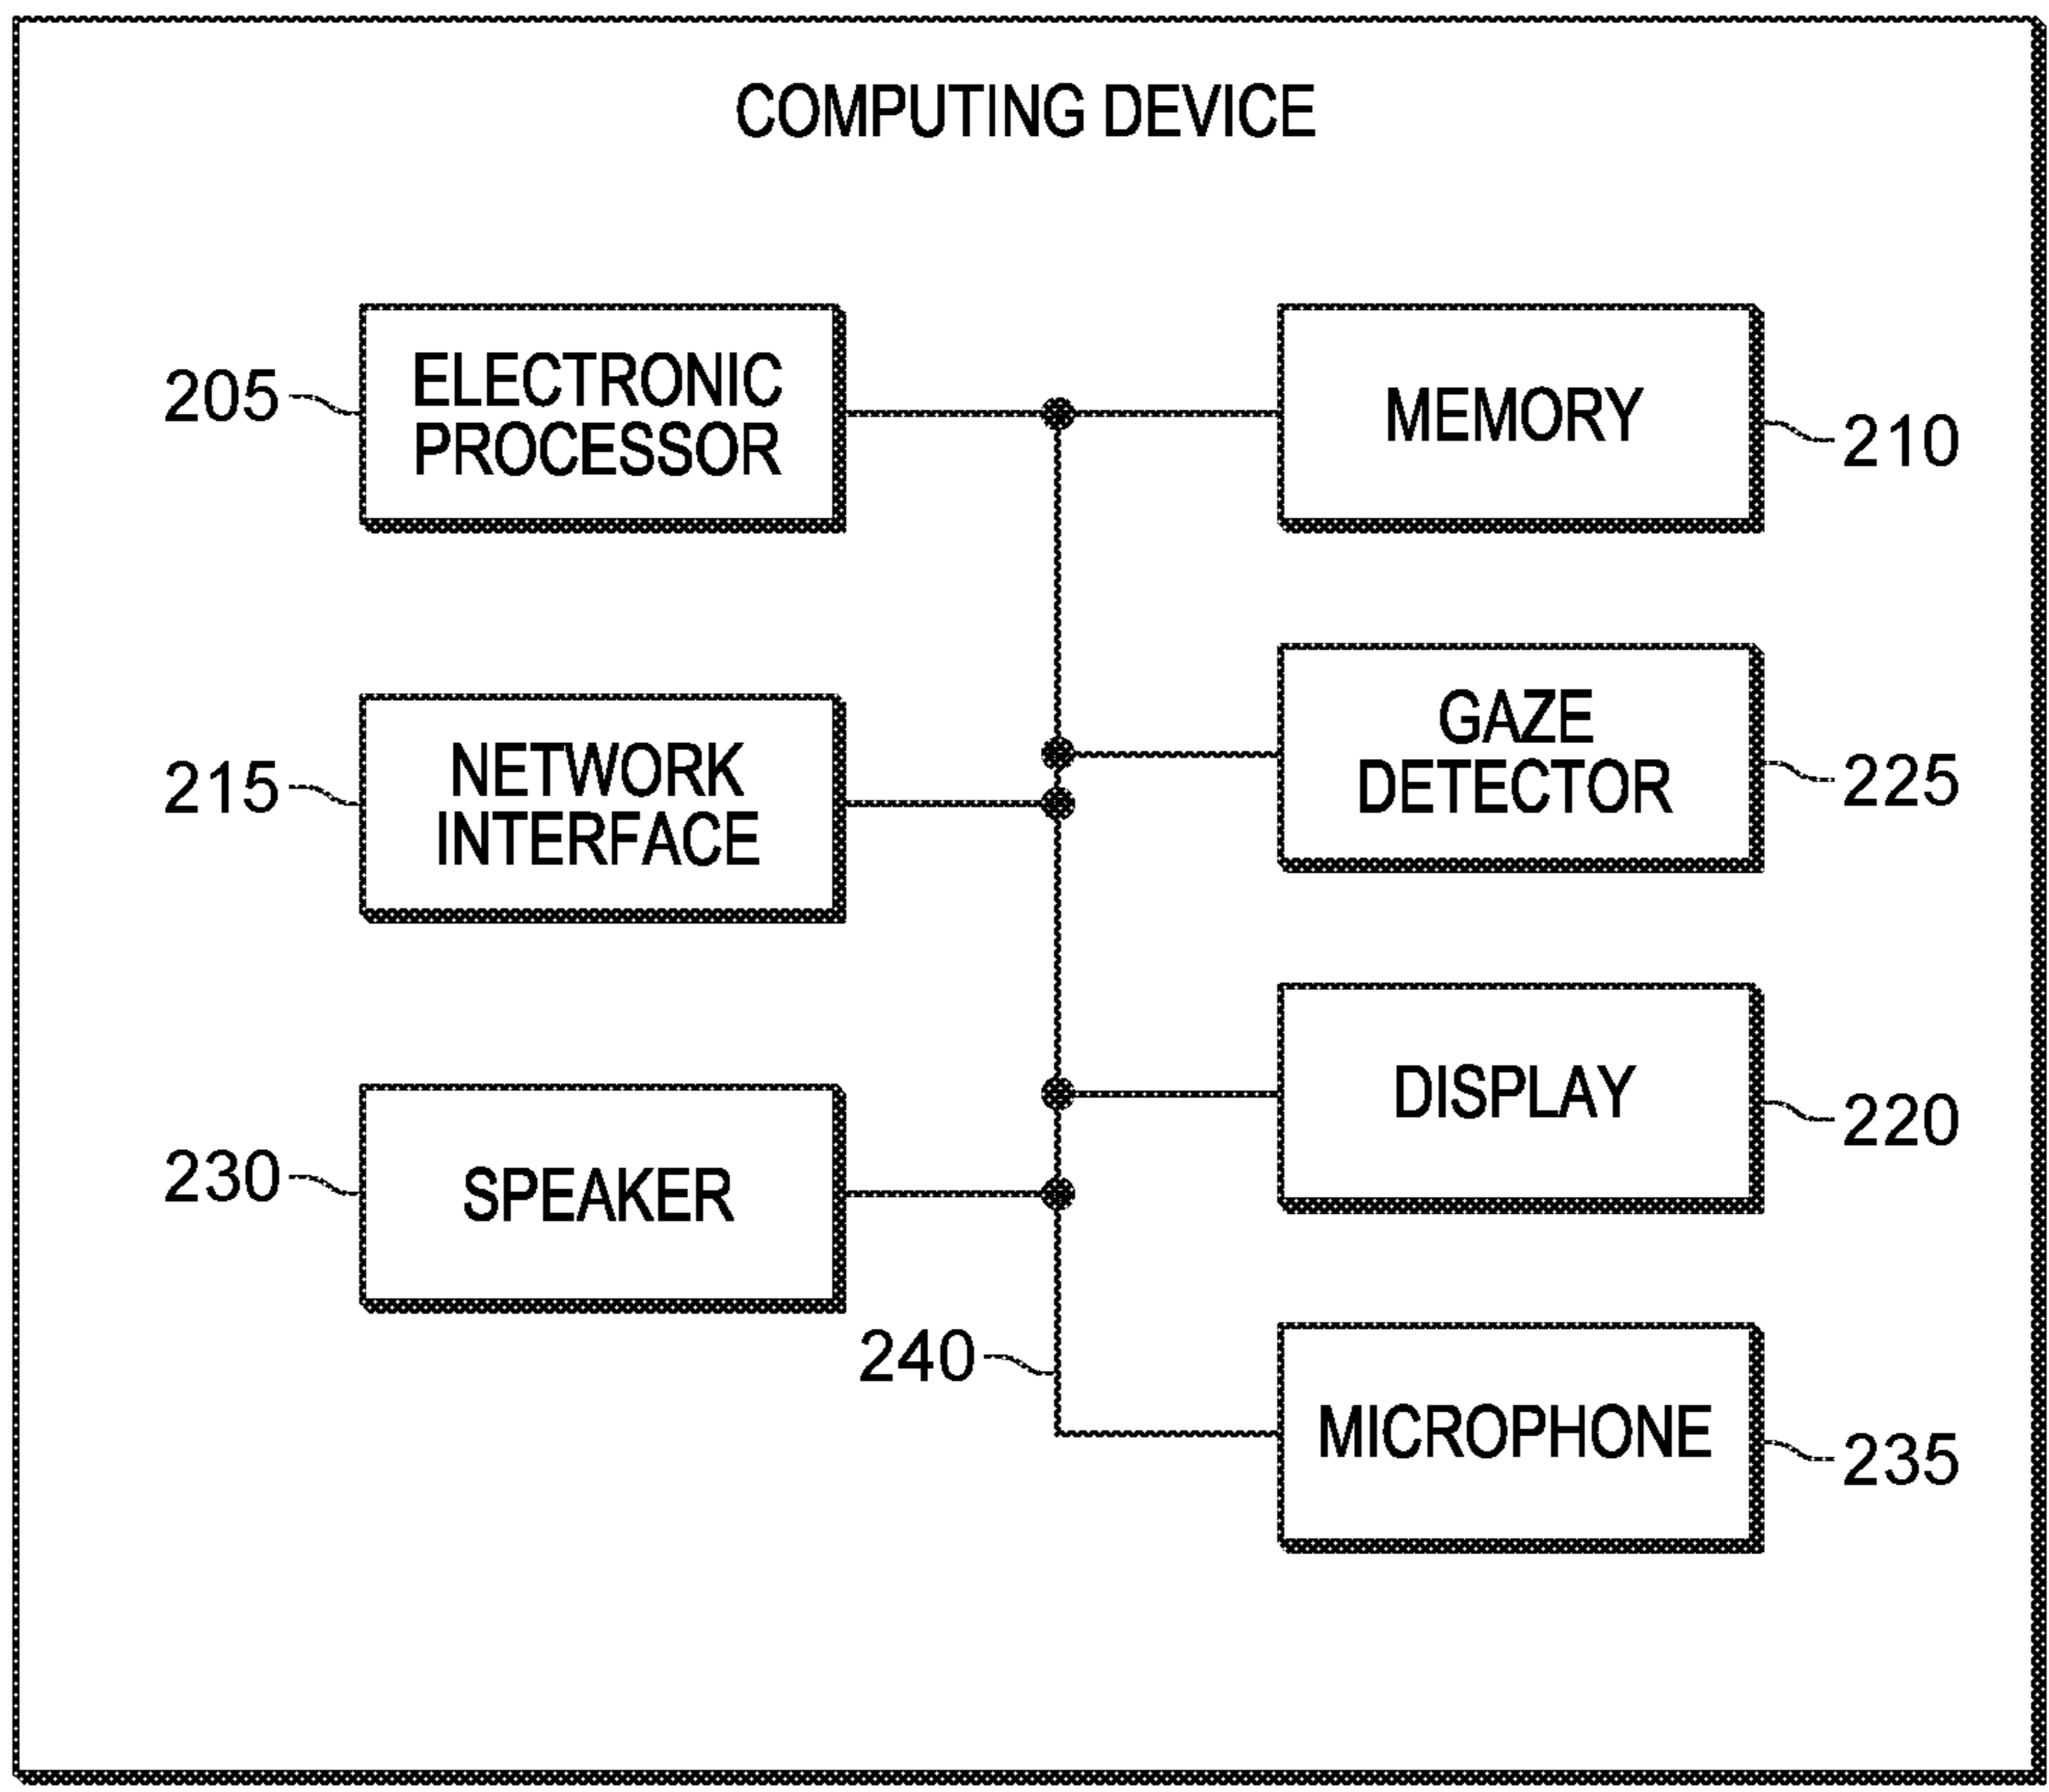 COMPUTING DEVICE
205
ELECTRONIC
PROCESSOR
MEMORY
210
215
NETWORK
INTERFACE
GAZE
DETECTOR
225
230
SPEAKER
DISPLAY
220
240
MICROPHONE
235